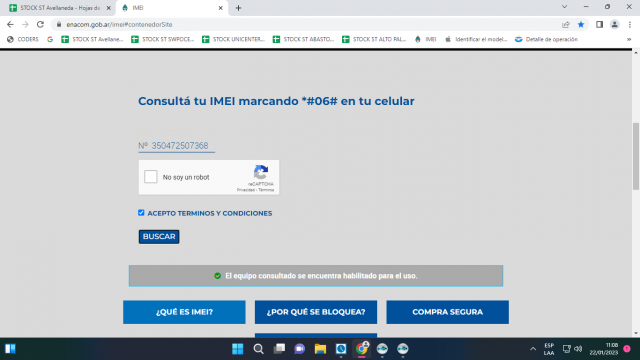 STOCK ST Avellaneda - Hojas de
IMEI
enacom.gob.ar/imei#contenedorSite
CODERS
G
STOCK ST Avellane...
STOCK ST SWPOCE...
STOCK UNICENTER...
STOCK ST ABASTO...
STOCK ST ALTO PAL...
IMEI
Identificar el model...
Detalle de operación
Consultá tu IMEI marcando *#06# en tu celular
Nº 350472507368
No soy un robot
reCAPTCHA
Privacidad - Términos
ACEPTO TERMINOS Y CONDICIONES
BUSCAR
El equipo consultado se encuentra habilitado para el uso.
¿QUÉ ES IMEI?
¿POR QUÉ SE BLOQUEA?
COMPRA SEGURA
ESP
LAA
11:08
22/01/2023